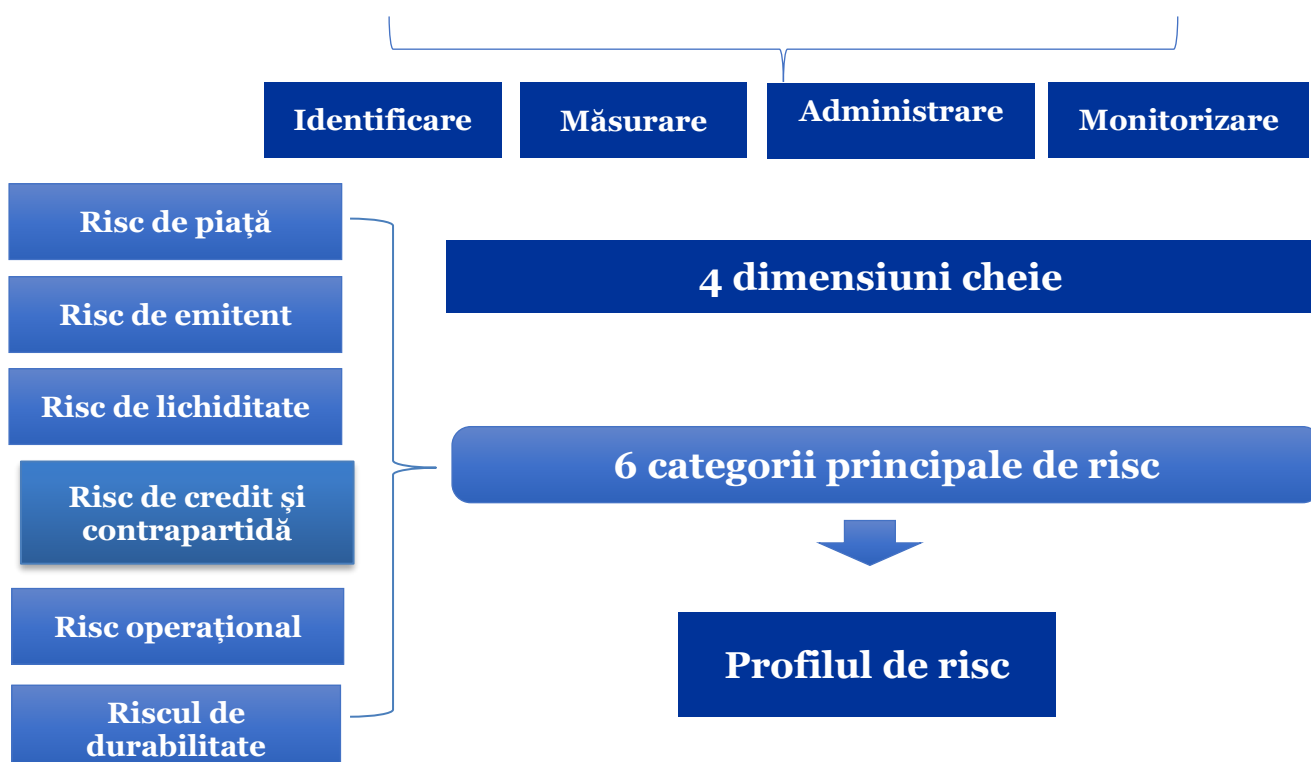 Identificare
Măsurare
Administrare
Monitorizare
Risc de piață
4 dimensiuni cheie
Risc de emitent
Risc de lichiditate
6 categorii principale de risc
Risc de credit și
contrapartidă
Risc operațional
Profilul de risc
Riscul de
durabilitate